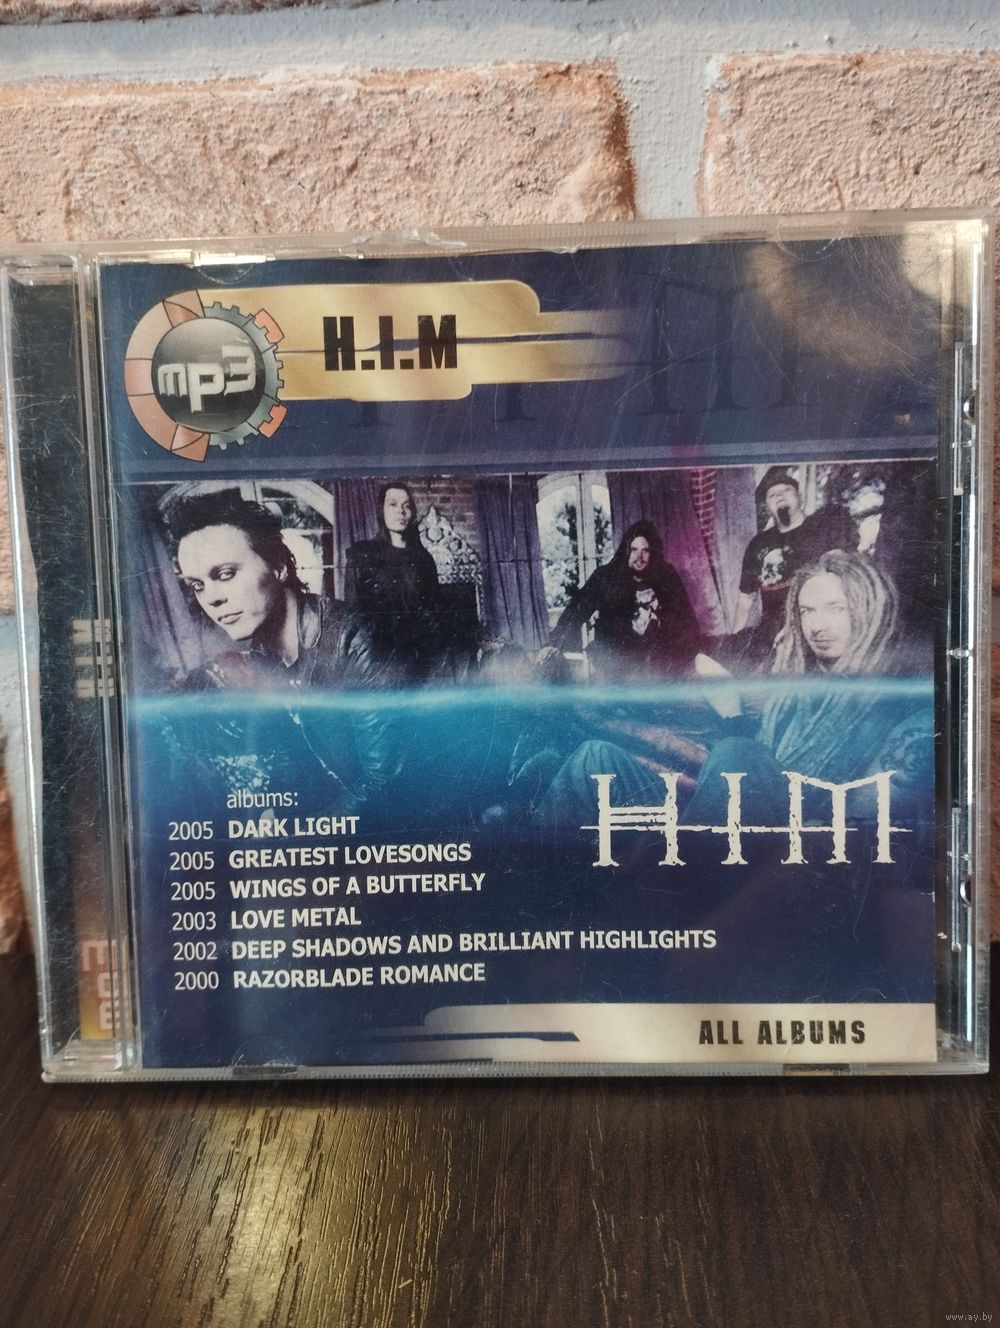 mp3
H.I.M
albums:
2005 DARK LIGHT
2005 GREATEST LOVESONGS
2005 WINGS OF A BUTTERFLY
2003 LOVE METAL
2002 DEEP SHADOWS AND BRILLIANT HIGHLIGHTS
2000 RAZORBLADE ROMANCE
HIM
ALL ALBUMS
H.I.M
mp3
www.ay.by